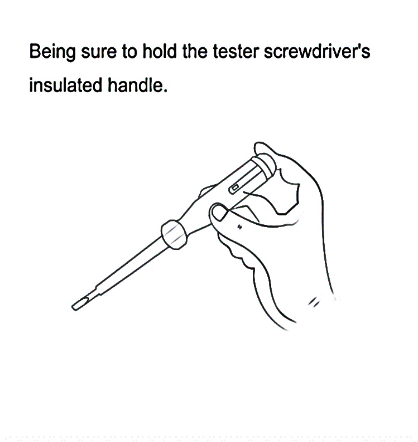 Being sure to hold the tester screwdriver's
insulated handle.